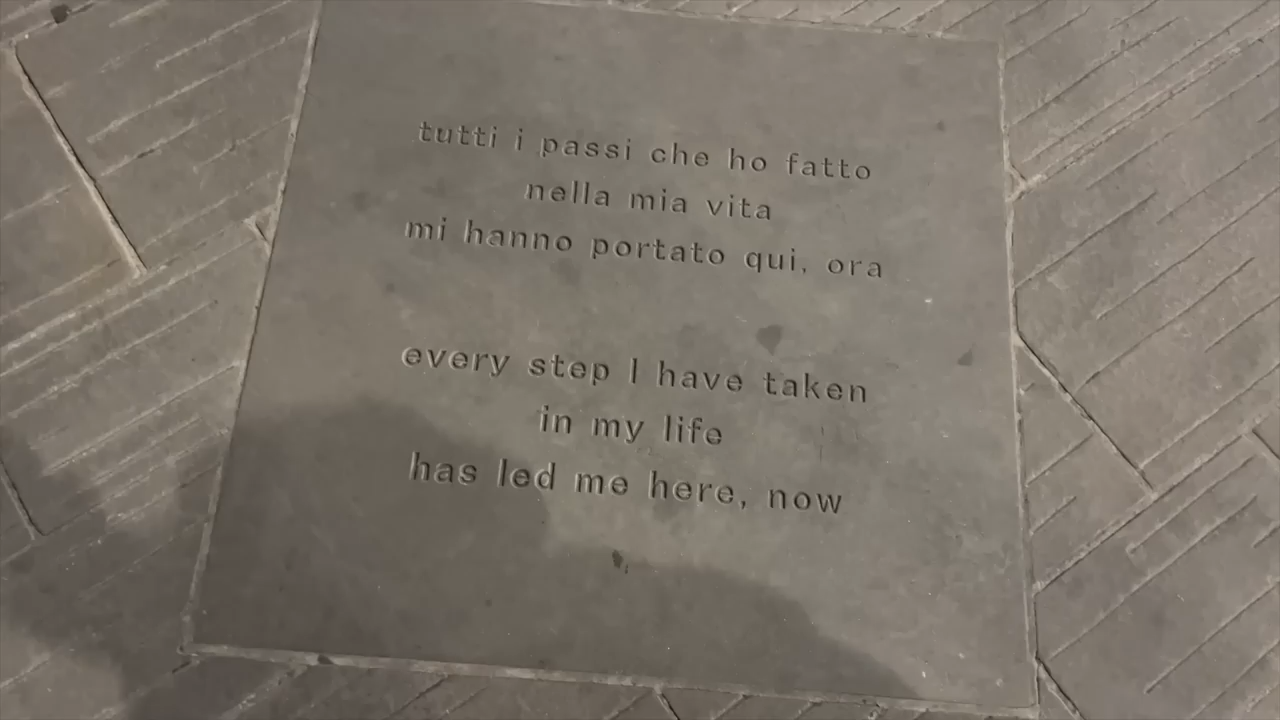 tutti i passi che ho fatto
nella mia vita
mi hanno portato qui, ora
every step I have taken
in my life
has led me here, now